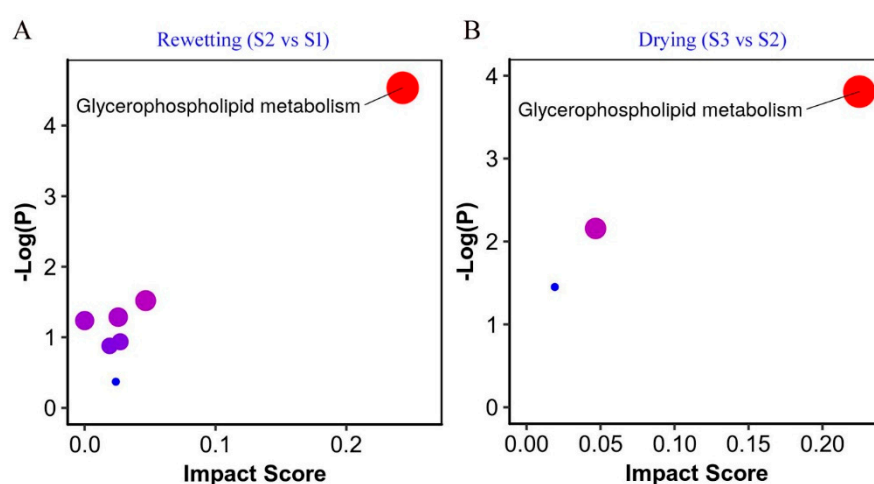 A
Rewetting (S2 vs S1)
Glycerophospholipid metabolism
-Log(P)
4
3
2
1
0
0.0 0.1 0.2
Impact Score
B
Drying (S3 vs S2)
Glycerophospholipid metabolism
-Log(P)
4
3
2
1
0
0.00 0.05 0.10 0.15 0.20
Impact Score